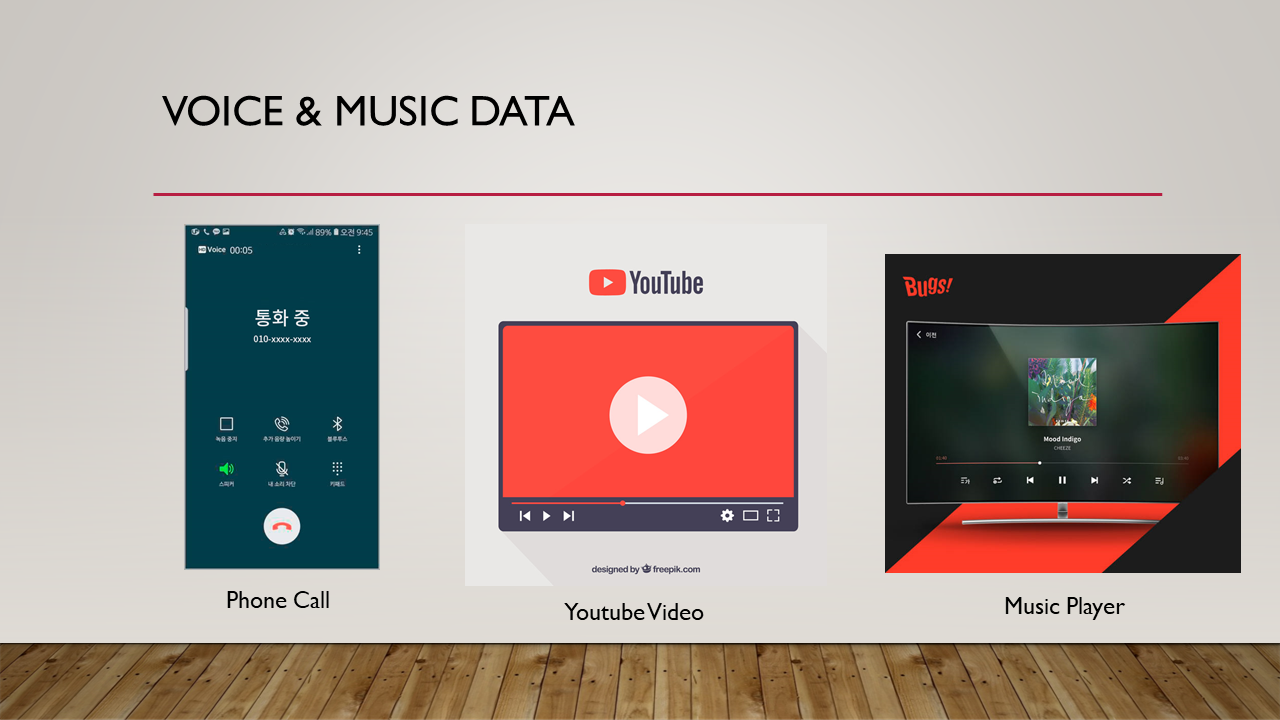 VOICE & MUSIC DATA
89% 오전 9:45
HD Voice 00:05
통화 중
010-xxxx-xxxx
녹음 중지 추가 음량 높이기 블루투스
스피커 내 소리 차단 키패드
Phone Call
YouTube
designed by freepik.com
Youtube Video
Bugs!
이전
Mood Indigo
CHEEZE
Music Player